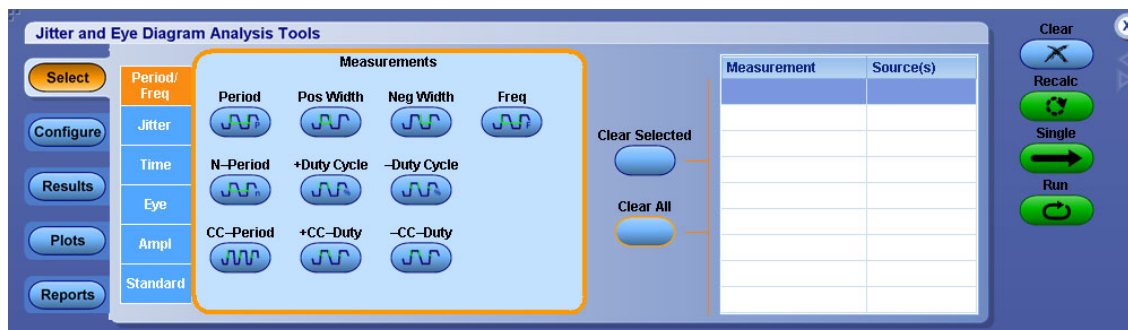 Jitter and Eye Diagram Analysis Tools
Select
Configure
Results
Plots
Reports
Period/
Freq
Jitter
Time
Eye
Ampl
Standard
Measurements
Period Pos Width Neg Width Freq
N–Period +Duty Cycle –Duty Cycle
CC–Period +CC–Duty –CC–Duty
Clear Selected
Clear All
Measurement Source(s)
Clear
Recalc
Single
Run